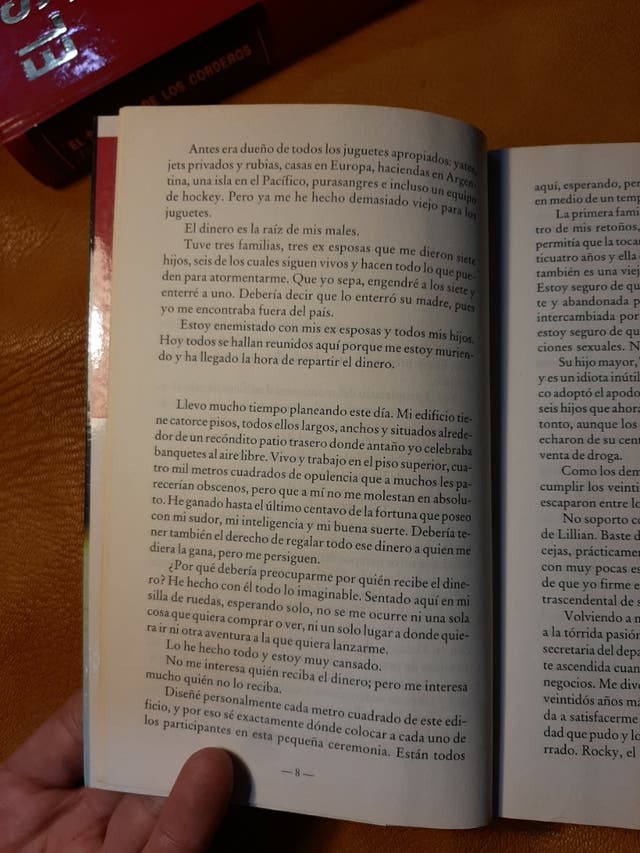 EL S
EL S DE LOS CORDEROS
Antes era dueño de todos los juguetes apropiados: yates,
jets privados y rubias, casas en Europa, haciendas en Argen-
tina, una isla en el Pacífico, purasangres e incluso un equipo
de hockey. Pero ya me he hecho demasiado viejo para los
juguetes.
El dinero es la raíz de mis males.
Tuve tres familias, tres ex esposas que me dieron siete
hijos, seis de los cuales siguen vivos y hacen todo lo que pue-
den para atormentarme. Que yo sepa, engendré a los siete y
enterré a uno. Debería decir que lo enterró su madre, pues
yo me encontraba fuera del país.
Estoy enemistado con mis ex esposas y todos mis hijos.
Hoy todos se hallan reunidos aquí porque me estoy murien-
do y ha llegado la hora de repartir el dinero.
Llevo mucho tiempo planeando este día. Mi edificio tie-
ne catorce pisos, todos ellos largos, anchos y situados alrede-
dor de un recóndito patio trasero donde antaño yo celebraba
banquetes al aire libre. Vivo y trabajo en el piso superior, cua-
tro mil metros cuadrados de opulencia que a muchos les pa-
recerían obscenos, pero que a mí no me molestan en absolu-
to. He ganado hasta el último centavo de la fortuna que poseo
con mi sudor, mi inteligencia y mi buena suerte. Debería te-
ner también el derecho de regalar todo ese dinero a quien me
diera la gana, pero me persiguen.
¿Por qué debería preocuparme por quién recibe el dine-
ro? He hecho con él todo lo imaginable. Sentado aquí en mi
silla de ruedas, esperando solo, no se me ocurre ni una sola
cosa que quiera comprar o ver, ni un solo lugar a donde quie-
ra ir ni otra aventura a la que quiera lanzarme.
Lo he hecho todo y estoy muy cansado.
No me interesa quién reciba el dinero; pero me interesa
mucho quién no lo reciba.
Diseñé personalmente cada metro cuadrado de este edi-
ficio, y por eso sé exactamente dónde colocar a cada uno de
los participantes en esta pequeña ceremonia. Están todos
— 8 —
aquí, esperando, pe
en medio de un temp
La primera fami
tro de mis retoños,
permitía que la toca
ticuatro años y ella
también es una viej
Estoy seguro de qu
te y abandonada p
intercambiada por
estoy seguro de qu
ciones sexuales. N
Su hijo mayor,
y es un idiota inútil
co adoptó el apodo
seis hijos que ahora
tonto, aunque los
echaron de su cent
venta de droga.
Como los dem
cumplir los veinti
escaparon entre lo
No soporto c
de Lillian. Baste d
cejas, prácticamen
con muy pocas es
de que yo firme e
trascendental de s
Volviendo a m
a la tórrida pasión
secretaria del depa
te ascendida cuan
negocios. Me div
veintidós años má
da a satisfacerme
dad que pudo y lo
rrado. Rocky, el